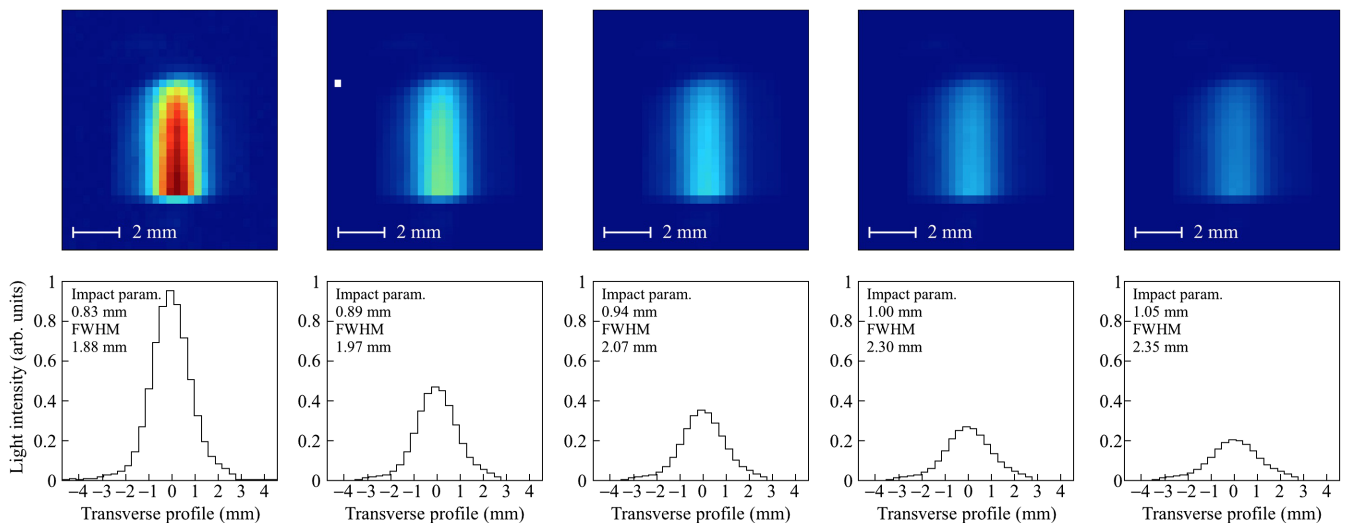 2 mm
2 mm
2 mm
2 mm
2 mm
Light intensity (arb. units)
1
0.8
0.6
0.4
0.2
0
Impact param.
0.83 mm
FWHM
1.88 mm
−4 −3 −2 −1 0 1 2 3 4
Transverse profile (mm)
1
0.8
0.6
0.4
0.2
0
Impact param.
0.89 mm
FWHM
1.97 mm
−4 −3 −2 −1 0 1 2 3 4
Transverse profile (mm)
1
0.8
0.6
0.4
0.2
0
Impact param.
0.94 mm
FWHM
2.07 mm
−4 −3 −2 −1 0 1 2 3 4
Transverse profile (mm)
1
0.8
0.6
0.4
0.2
0
Impact param.
1.00 mm
FWHM
2.30 mm
−4 −3 −2 −1 0 1 2 3 4
Transverse profile (mm)
1
0.8
0.6
0.4
0.2
0
Impact param.
1.05 mm
FWHM
2.35 mm
−4 −3 −2 −1 0 1 2 3 4
Transverse profile (mm)